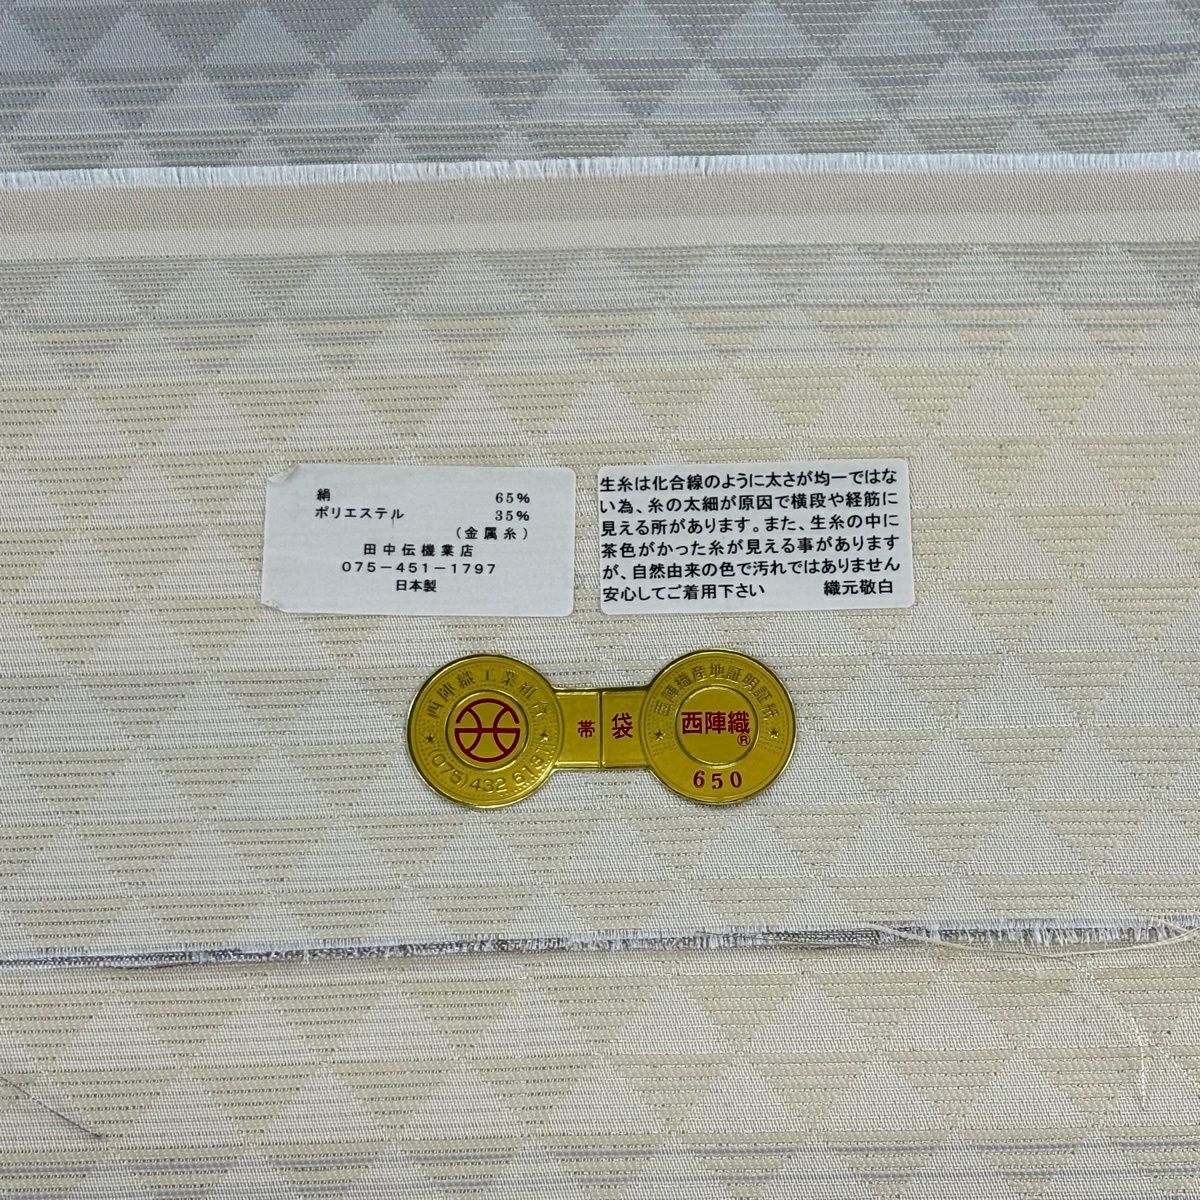 絹 65%
ポリエステル 35%
(金属糸)
田中伝機業店
075-451-1797
日本製
生糸は化合線のように太さが均一ではな
い為、糸の太細が原因で横段や経筋に
見える所があります。また、生糸の中に
茶色がかった糸が見える事があります
が、自然由来の色で汚れではありません
安心してご着用下さい 織元敬白
西陣織工業組合
帯 袋
西陣織産地証明証紙
西陣織®
650